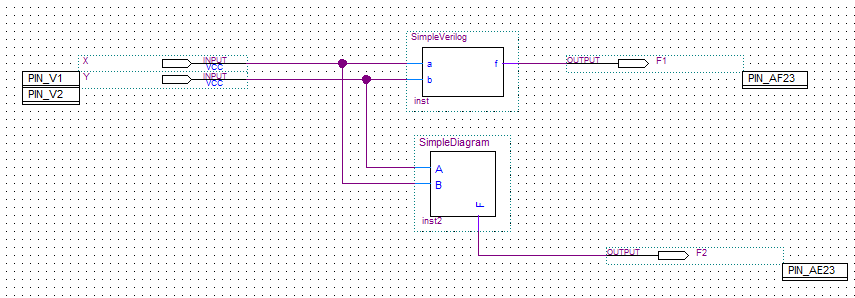 SimpleVerilog
X INPUT
VCC
a f OUTPUT F1
PIN_V1 Y INPUT
VCC
b PIN_AF23
PIN_V2
inst
SimpleDiagram
A
B
F
inst2
OUTPUT F2
PIN_AE23